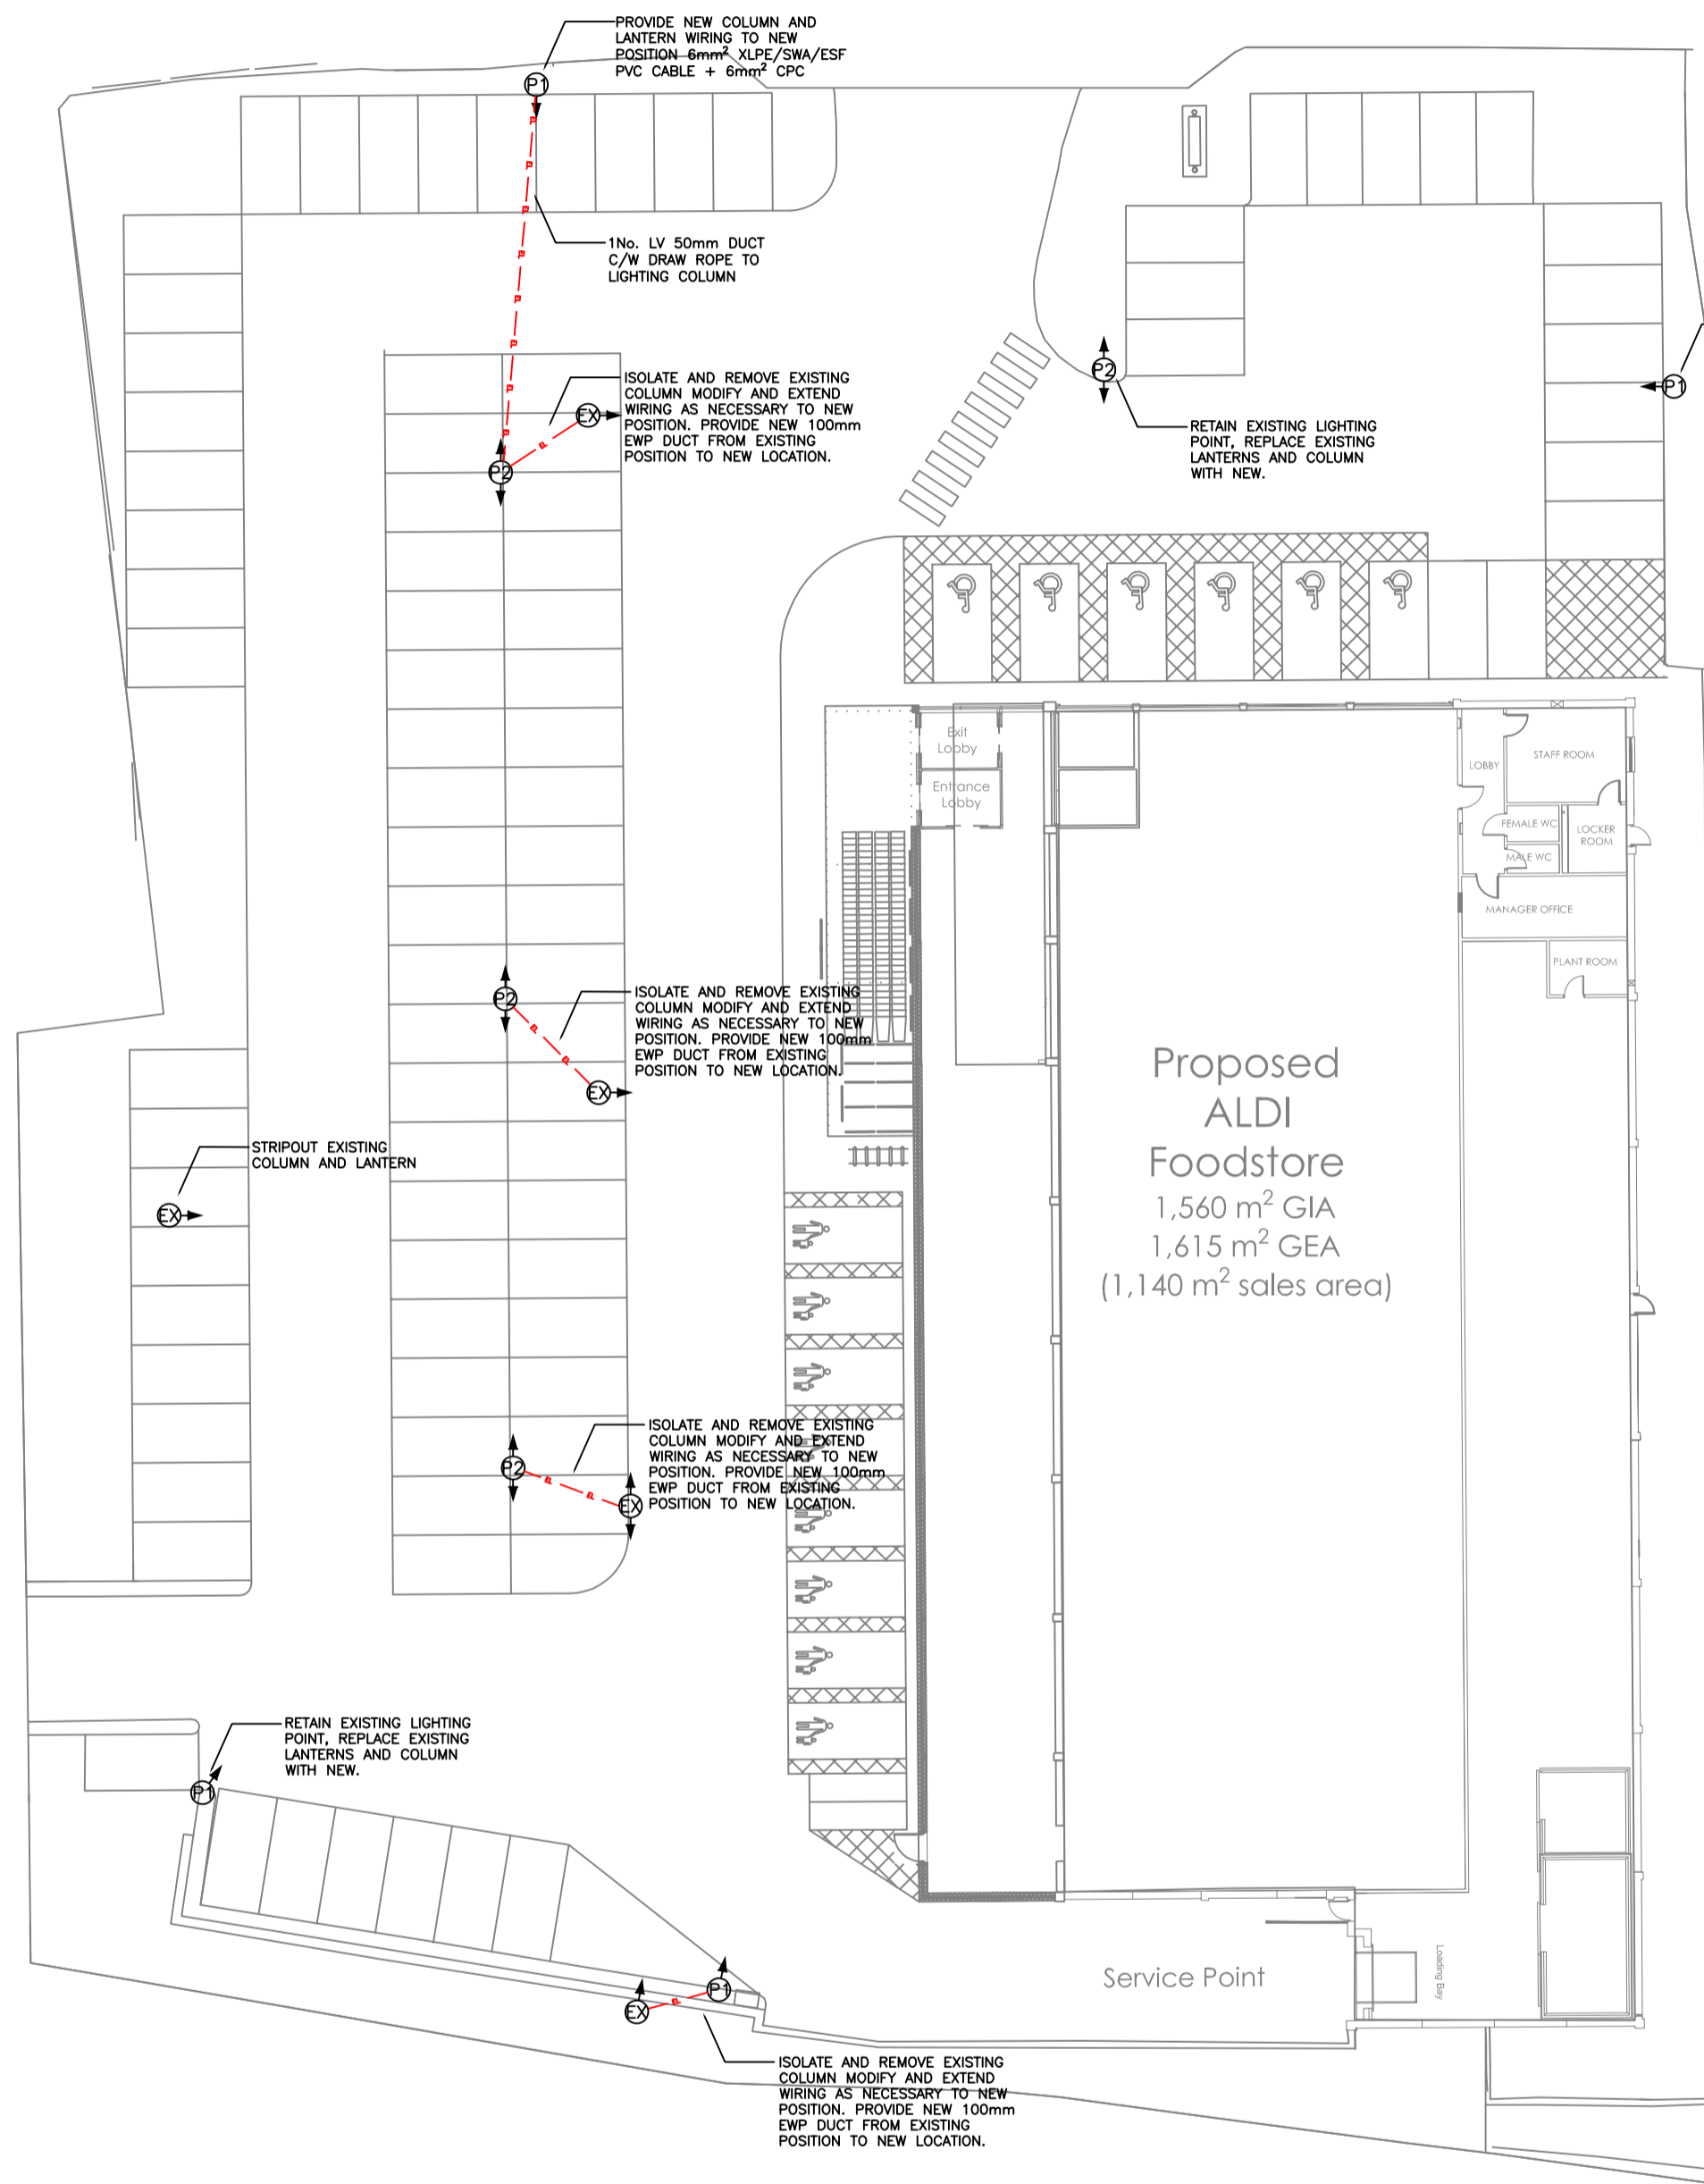 PROVIDE NEW COLUMN AND
LANTERN WIRING TO NEW
POSITION 6mm² XLPE/SWA/ESF
PVC CABLE + 6mm² CPC
P1
1No. LV 50mm DUCT
C/W DRAW ROPE TO
LIGHTING COLUMN
ISOLATE AND REMOVE EXISTING
COLUMN MODIFY AND EXTEND
WIRING AS NECESSARY TO NEW
POSITION. PROVIDE NEW 100mm
EWP DUCT FROM EXISTING
POSITION TO NEW LOCATION.
EX
P2
P2
P1
RETAIN EXISTING LIGHTING
POINT, REPLACE EXISTING
LANTERNS AND COLUMN
WITH NEW.
Exit
Lobby
Entrance
Lobby
LOBBY
STAFF ROOM
FEMALE WC
LOCKER
ROOM
MALE WC
MANAGER OFFICE
PLANT ROOM
P2
ISOLATE AND REMOVE EXISTING
COLUMN MODIFY AND EXTEND
WIRING AS NECESSARY TO NEW
POSITION. PROVIDE NEW 100mm
EWP DUCT FROM EXISTING
POSITION TO NEW LOCATION.
EX
Proposed
ALDI
Foodstore
1,560 m² GIA
1,615 m² GEA
(1,140 m² sales area)
STRIPOUT EXISTING
COLUMN AND LANTERN
EX
ISOLATE AND REMOVE EXISTING
COLUMN MODIFY AND EXTEND
WIRING AS NECESSARY TO NEW
POSITION. PROVIDE NEW 100mm
EWP DUCT FROM EXISTING
POSITION TO NEW LOCATION.
P2
EX
RETAIN EXISTING LIGHTING
POINT, REPLACE EXISTING
LANTERNS AND COLUMN
WITH NEW.
P1
Service Point
Loading Bay
P1
EX
ISOLATE AND REMOVE EXISTING
COLUMN MODIFY AND EXTEND
WIRING AS NECESSARY TO NEW
POSITION. PROVIDE NEW 100mm
EWP DUCT FROM EXISTING
POSITION TO NEW LOCATION.